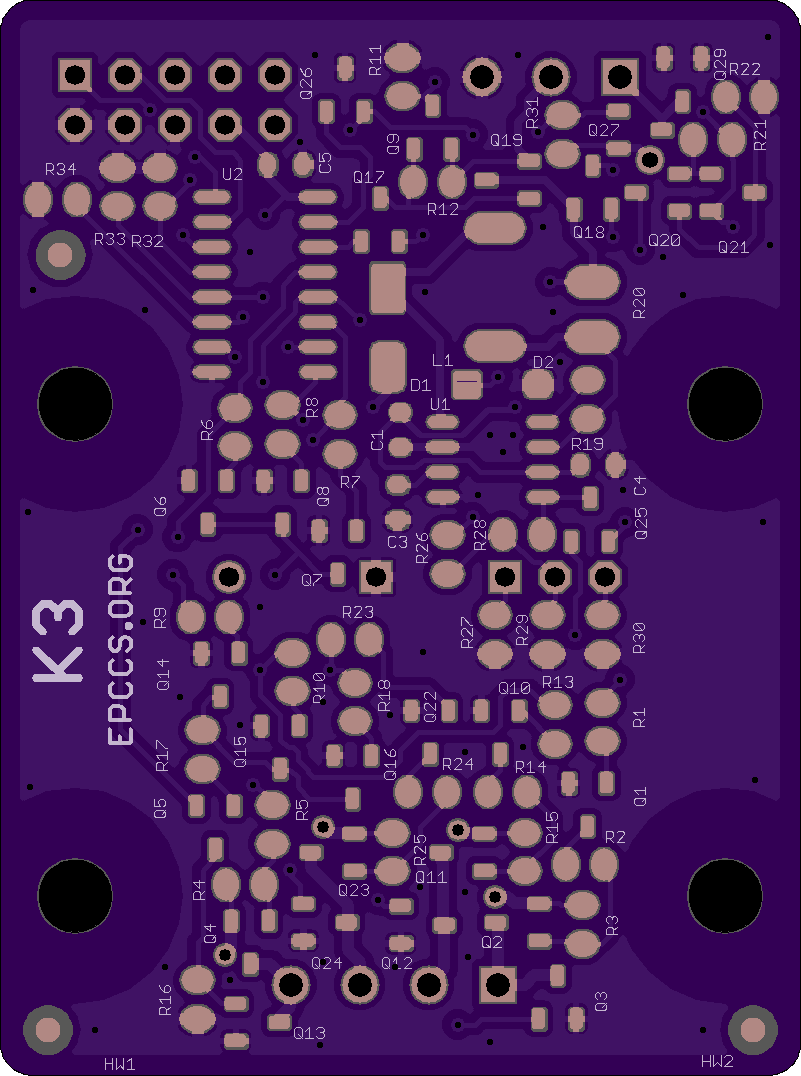 R11
Q29
R22
Q26
R31
Q27
R21
Q9
Q19
R34
U2
C5
Q17
R12
R33
R32
Q18
Q20
Q21
R20
L1
D2
D1
U1
R8
R6
C1
R19
R7
C4
Q6
Q8
Q25
C3
R26
R28
Q7
K3
EPCCS.ORG
R9
R23
R27
R29
R30
Q14
R10
R18
Q22
Q10
R13
R1
R17
Q15
Q16
R24
R14
Q5
R5
Q1
R15
R25
R2
R4
Q23
Q11
R3
Q4
Q2
Q24
Q12
R16
Q3
Q13
HW1
HW2